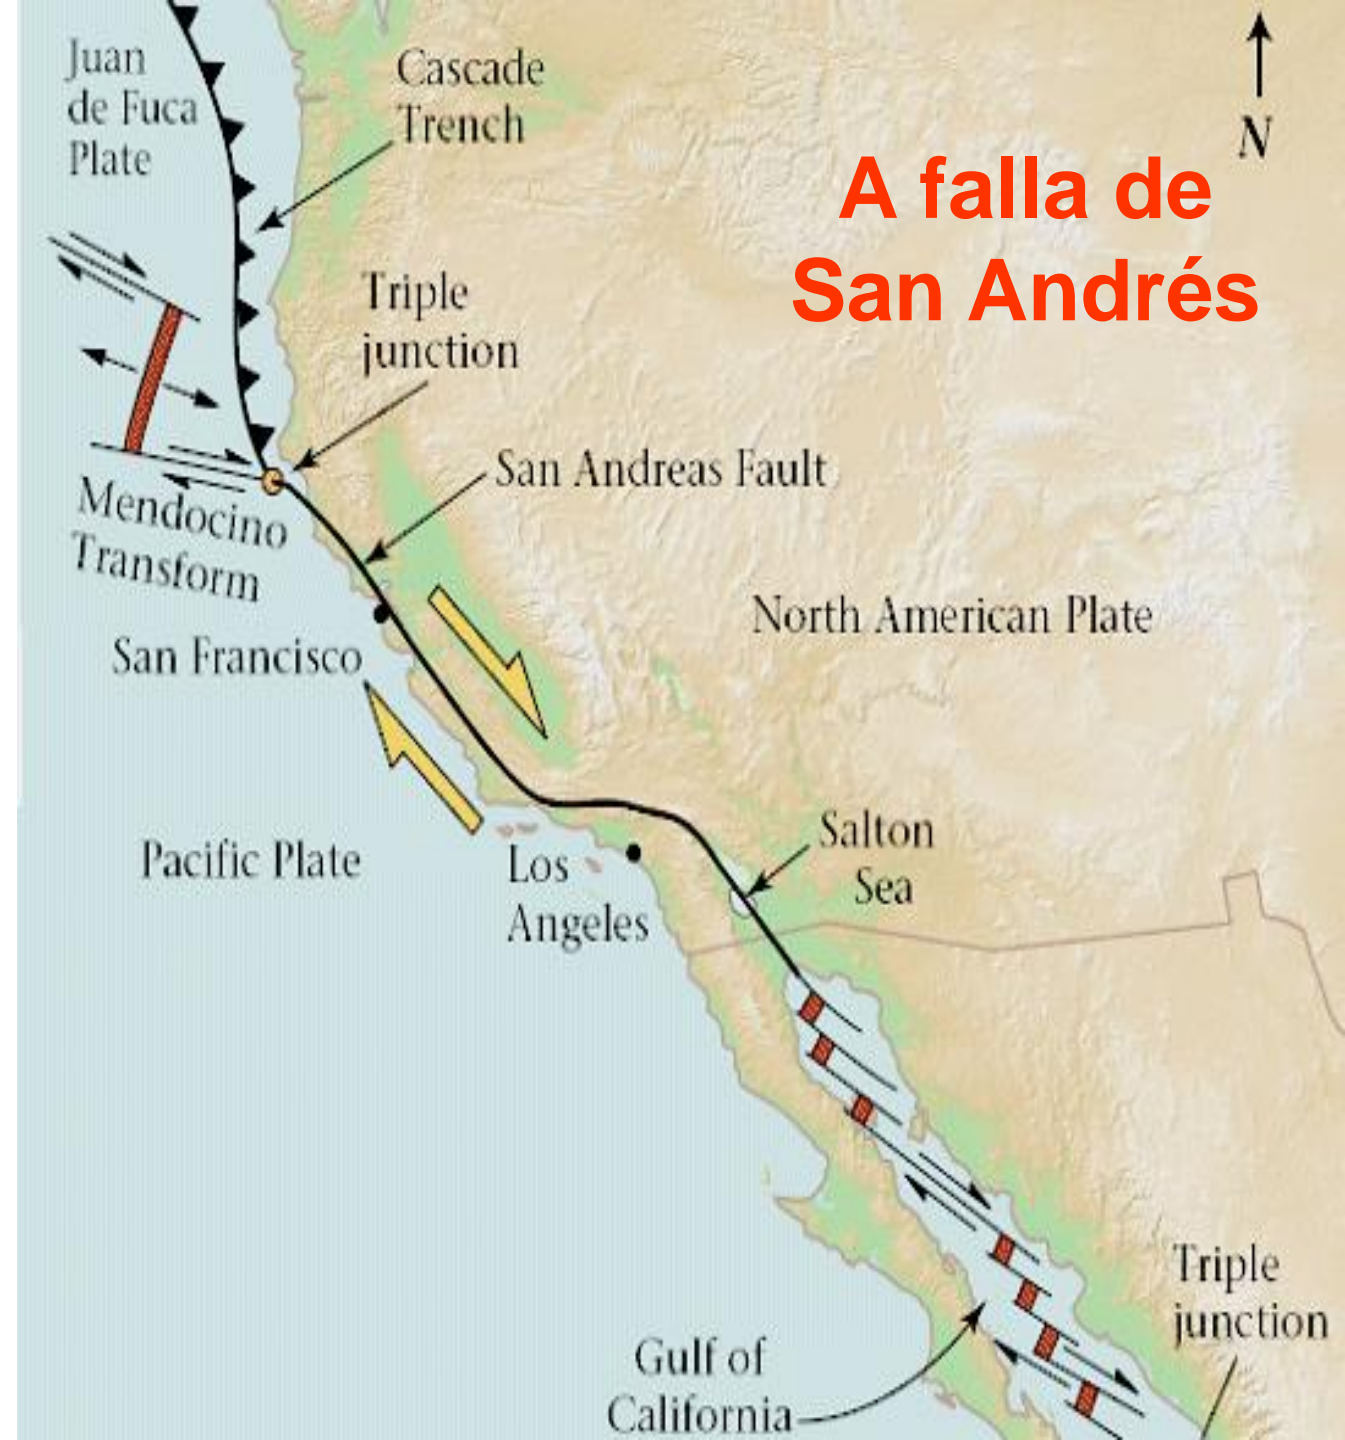 Juan
de Fuca
Plate
Cascade
Trench
N
A falla de
San Andrés
Triple
junction
San Andreas Fault
Mendocino
Transform
North American Plate
San Francisco
Salton
Sea
Pacific Plate
Los
Angeles
Triple
junction
Gulf of
California